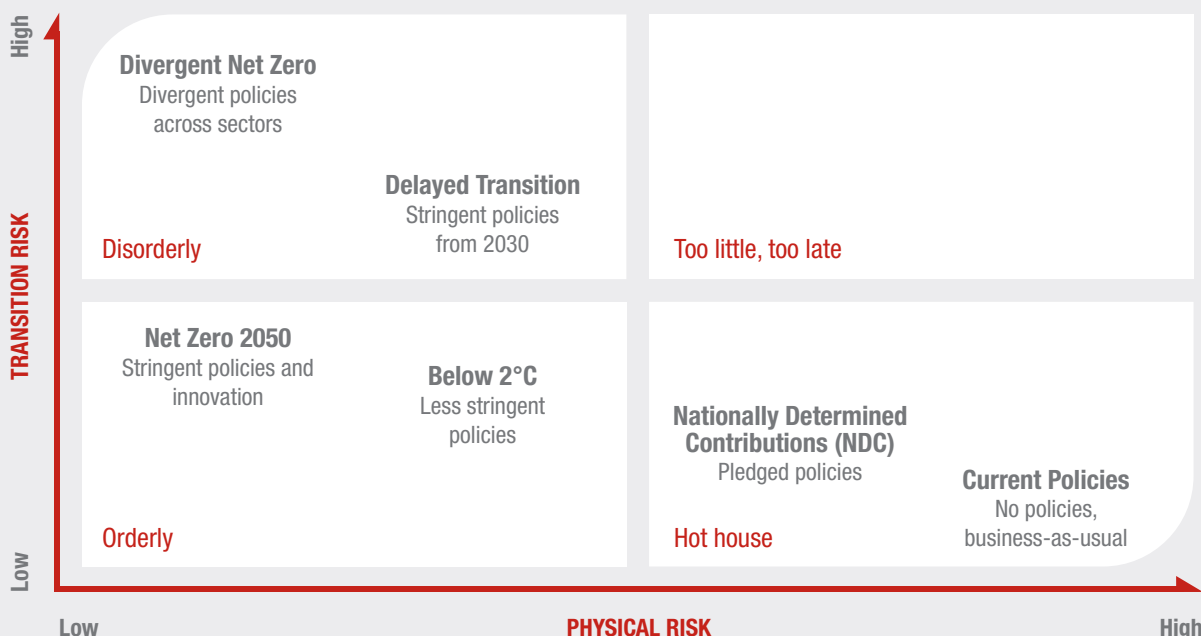 High
TRANSITION RISK
Low
Divergent Net Zero
Divergent policies
across sectors
Delayed Transition
Stringent policies
from 2030
Disorderly
Too little, too late
Net Zero 2050
Stringent policies and
innovation
Below 2°C
Less stringent
policies
Orderly
Nationally Determined
Contributions (NDC)
Pledged policies
Current Policies
No policies,
business-as-usual
Hot house
Low
PHYSICAL RISK
High